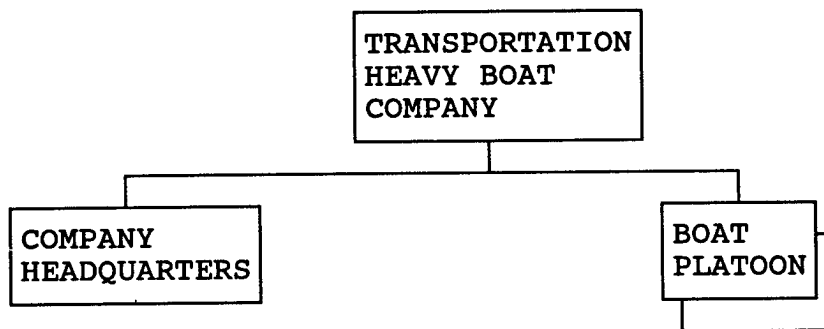 TRANSPORTATION
HEAVY BOAT
COMPANY
COMPANY
HEADQUARTERS
BOAT
PLATOON